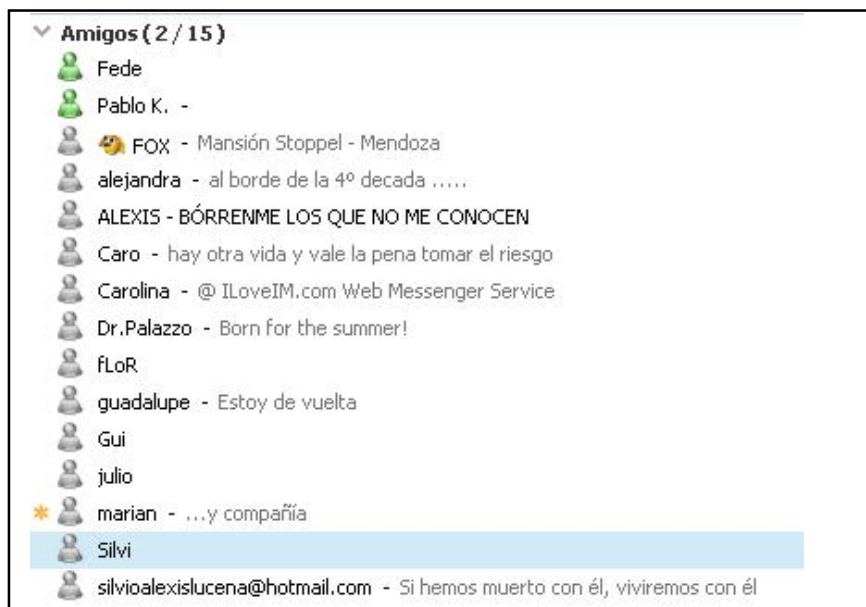 Amigos ( 2 / 15 )
Fede
Pablo K. -
FOX - Mansión Stoppel - Mendoza
alejandra - al borde de la 4º decada .....
ALEXIS - BÓRRENME LOS QUE NO ME CONOCEN
Caro - hay otra vida y vale la pena tomar el riesgo
Carolina - @ ILoveIM.com Web Messenger Service
Dr.Palazzo - Born for the summer!
fLoR
guadalupe - Estoy de vuelta
Gui
julio
marian - ...y compañía
Silvi
silvioalexislucena@hotmail.com - Si hemos muerto con él, viviremos con él